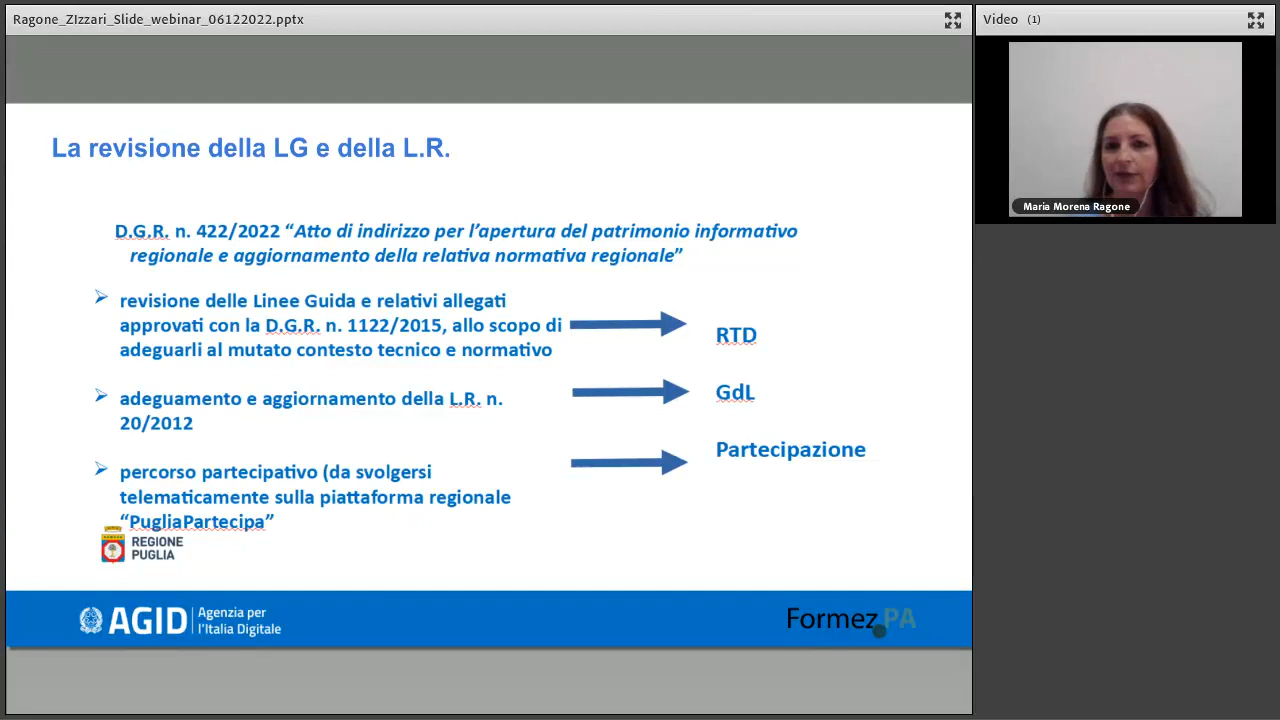 Ragone_ZIzzari_Slide_webinar_06122022.pptx
Video (1)
Maria Morena Ragone
La revisione della LG e della L.R.
D.G.R. n. 422/2022 “Atto di indirizzo per l’apertura del patrimonio informativo
regionale e aggiornamento della relativa normativa regionale”
revisione delle Linee Guida e relativi allegati
approvati con la D.G.R. n. 1122/2015, allo scopo di
adeguarli al mutato contesto tecnico e normativo
RTD
adeguamento e aggiornamento della L.R. n.
20/2012
GdL
percorso partecipativo (da svolgersi
telematicamente sulla piattaforma regionale
“PugliaPartecipa”
Partecipazione
REGIONE
PUGLIA
AGID
Agenzia per
l’Italia Digitale
Formez PA